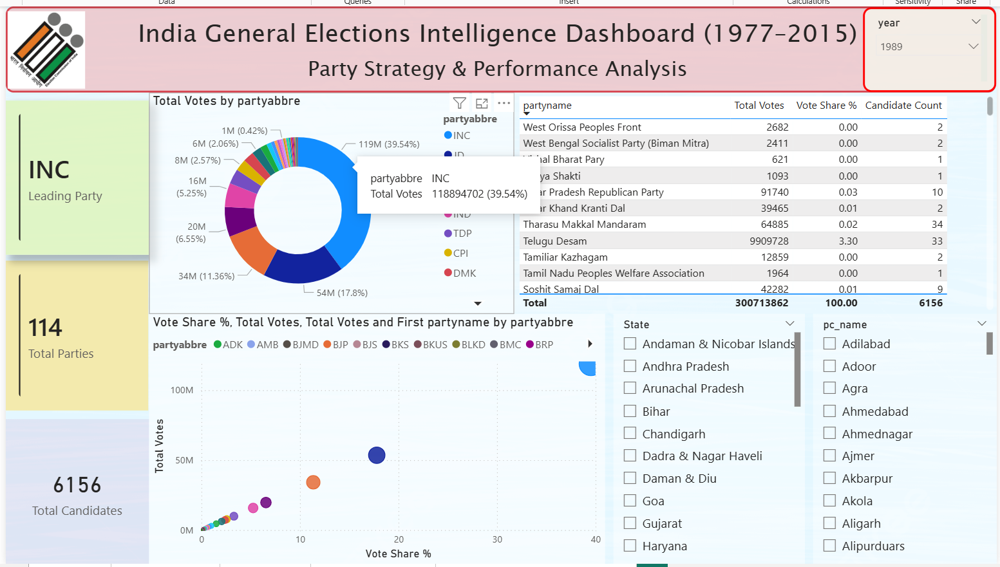 Data
Queries
Insert
Calculations
Sensitivity
Share
भारत निर्वाचन आयोग
Election Commission of India
India General Elections Intelligence Dashboard (1977-2015)
Party Strategy & Performance Analysis
year
1989
INC
Leading Party
114
Total Parties
6156
Total Candidates
Total Votes by partyabbre
1M (0.42%)
6M (2.06%)
8M (2.57%)
16M
(5.25%)
20M
(6.55%)
34M (11.36%)
54M (17.8%)
119M (39.54%)
partyabbre
INC
JD
IND
TDP
CPI
DMK
partyabbre INC
Total Votes 118894702 (39.54%)
partyname Total Votes Vote Share % Candidate Count
West Orissa Peoples Front 2682 0.00 2
West Bengal Socialist Party (Biman Mitra) 2411 0.00 2
al Bharat Pary 621 0.00 1
ya Shakti 1093 0.00 1
ar Pradesh Republican Party 91740 0.03 10
ar Khand Kranti Dal 39465 0.01 2
Tharasu Makkal Mandaram 64885 0.02 34
Telugu Desam 9909728 3.30 33
Tamiliar Kazhagam 12859 0.00 2
Tamil Nadu Peoples Welfare Association 1964 0.00 1
Soshit Samaj Dal 42282 0.01 9
Total 300713862 100.00 6156
Vote Share %, Total Votes, Total Votes and First partyname by partyabbre
partyabbre ADK AMB BJMD BJP BJS BKS BKUS BLKD BMC BRP
Total Votes
100M
50M
0M
0 10 20 30 40
Vote Share %
State
Andaman & Nicobar Islands
Andhra Pradesh
Arunachal Pradesh
Bihar
Chandigarh
Dadra & Nagar Haveli
Daman & Diu
Goa
Gujarat
Haryana
pc_name
Adilabad
Adoor
Agra
Ahmedabad
Ahmednagar
Ajmer
Akbarpur
Akola
Aligarh
Alipurduars